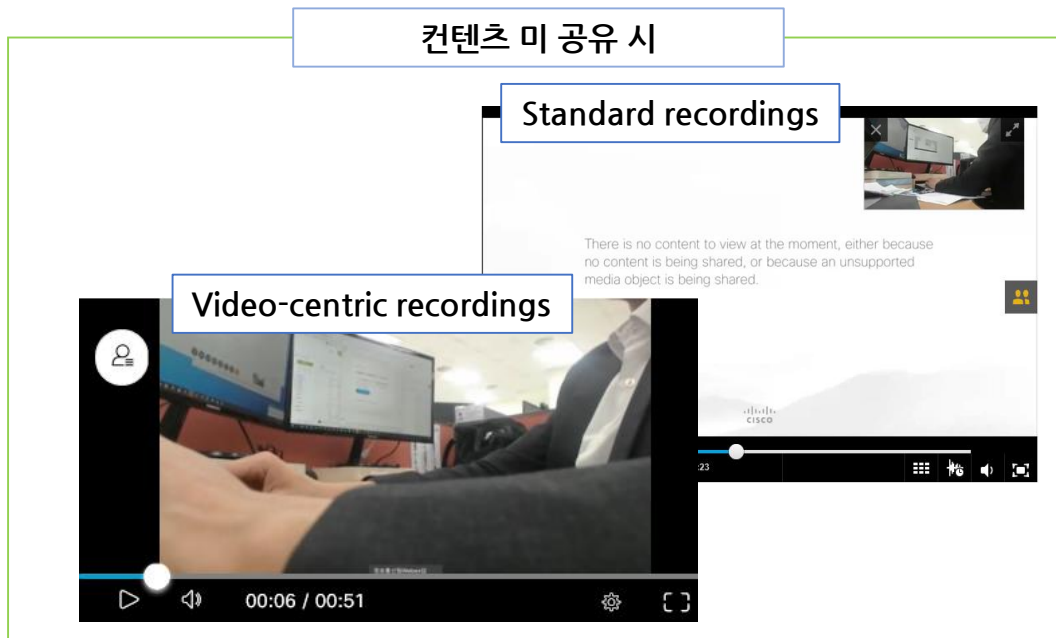 컨텐츠 미 공유 시
Standard recordings
There is no content to view at the moment, either because
no content is being shared, or because an unsupported
media object is being shared.
Video-centric recordings
CISCO
:23
00:06 / 00:51